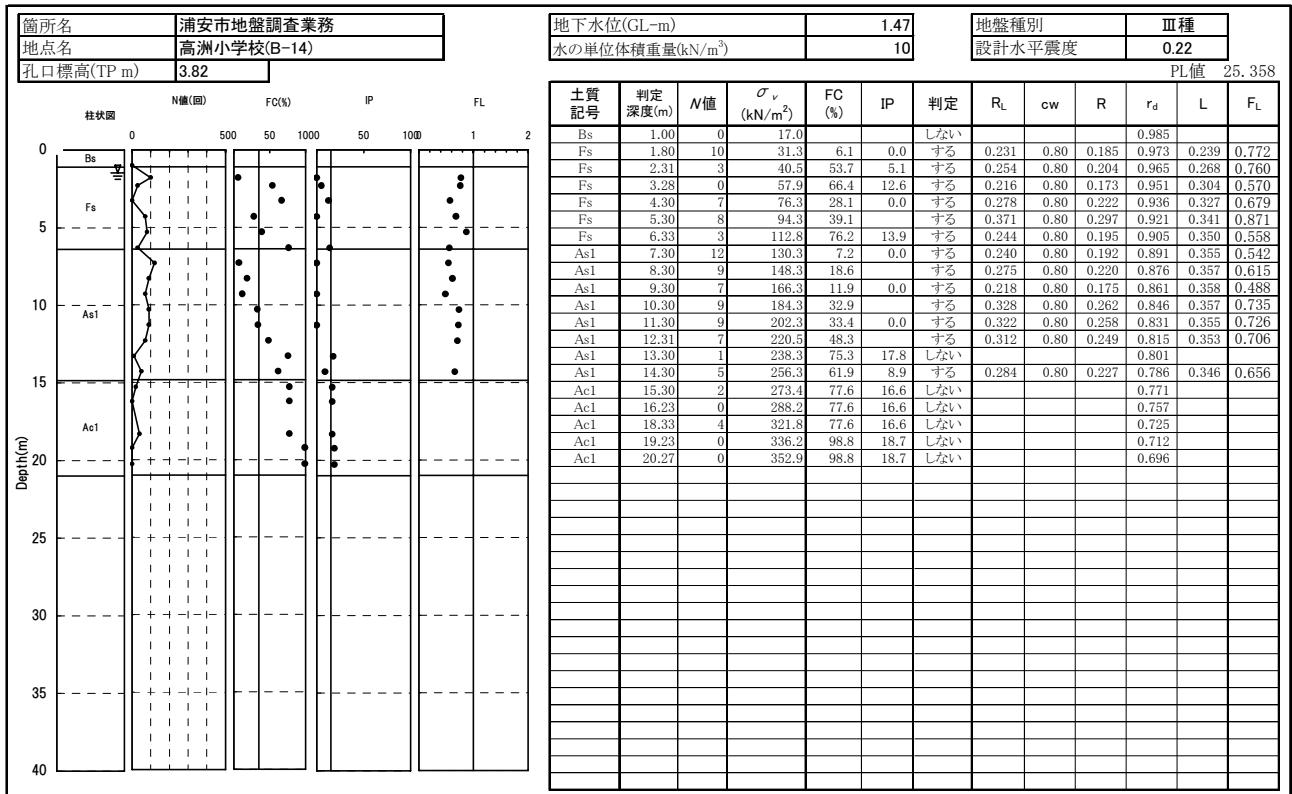 箇所名 浦安市地盤調査業務
地点名 高洲小学校(B-14)
孔口標高(TP m) 3.82
地下水位(GL-m) 1.47
水の単位体積重量(kN/m³) 10
地盤種別 Ⅲ種
設計水平震度 0.22
PL値 25.358
柱状図 N値(回) FC(%) IP FL
0 50 0 50 100 0 50 100 0 1 2
0
5
10
15
20
25
30
35
40
Depth(m)
Bs
Fs
As1
Ac1
土質記号 判定深度(m) N値 σv (kN/m²) FC (%) IP 判定 RL cw R rd L FL
Bs 1.00 0 17.0 しない 0.985
Fs 1.80 10 31.3 6.1 0.0 する 0.231 0.80 0.185 0.973 0.239 0.772
Fs 2.31 3 40.5 53.7 5.1 する 0.254 0.80 0.204 0.965 0.268 0.760
Fs 3.28 0 57.9 66.4 12.6 する 0.216 0.80 0.173 0.951 0.304 0.570
Fs 4.30 7 76.3 28.1 0.0 する 0.278 0.80 0.222 0.936 0.327 0.679
Fs 5.30 8 94.3 39.1 する 0.371 0.80 0.297 0.921 0.341 0.871
Fs 6.33 3 112.8 76.2 13.9 する 0.244 0.80 0.195 0.905 0.350 0.558
As1 7.30 12 130.3 7.2 0.0 する 0.240 0.80 0.192 0.891 0.355 0.542
As1 8.30 9 148.3 18.6 する 0.275 0.80 0.220 0.876 0.357 0.615
As1 9.30 7 166.3 11.9 0.0 する 0.218 0.80 0.175 0.861 0.358 0.488
As1 10.30 9 184.3 32.9 する 0.328 0.80 0.262 0.846 0.357 0.735
As1 11.30 9 202.3 33.4 0.0 する 0.322 0.80 0.258 0.831 0.355 0.726
As1 12.31 7 220.5 48.3 する 0.312 0.80 0.249 0.815 0.353 0.706
As1 13.30 1 238.3 75.3 17.8 しない 0.801
As1 14.30 5 256.3 61.9 8.9 する 0.284 0.80 0.227 0.786 0.346 0.656
Ac1 15.30 2 273.4 77.6 16.6 しない 0.771
Ac1 16.23 0 288.2 77.6 16.6 しない 0.757
Ac1 18.33 4 321.8 77.6 16.6 しない 0.725
Ac1 19.23 0 336.2 98.8 18.7 しない 0.712
Ac1 20.27 0 352.9 98.8 18.7 しない 0.696